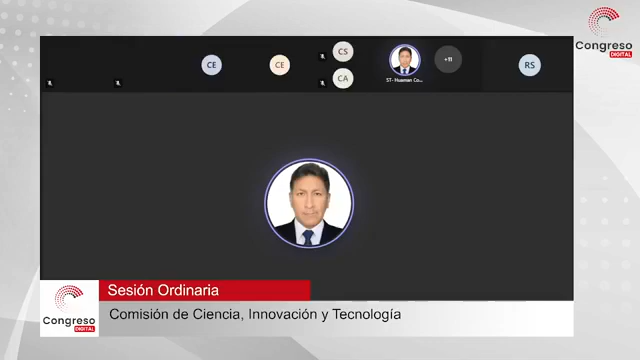 Congreso
DIGITAL
CE
CE
CS
CA
+11
RS
ST- Huaman Co...
Sesión Ordinaria
Comisión de Ciencia, Innovación y Tecnología
Congreso
DIGITAL